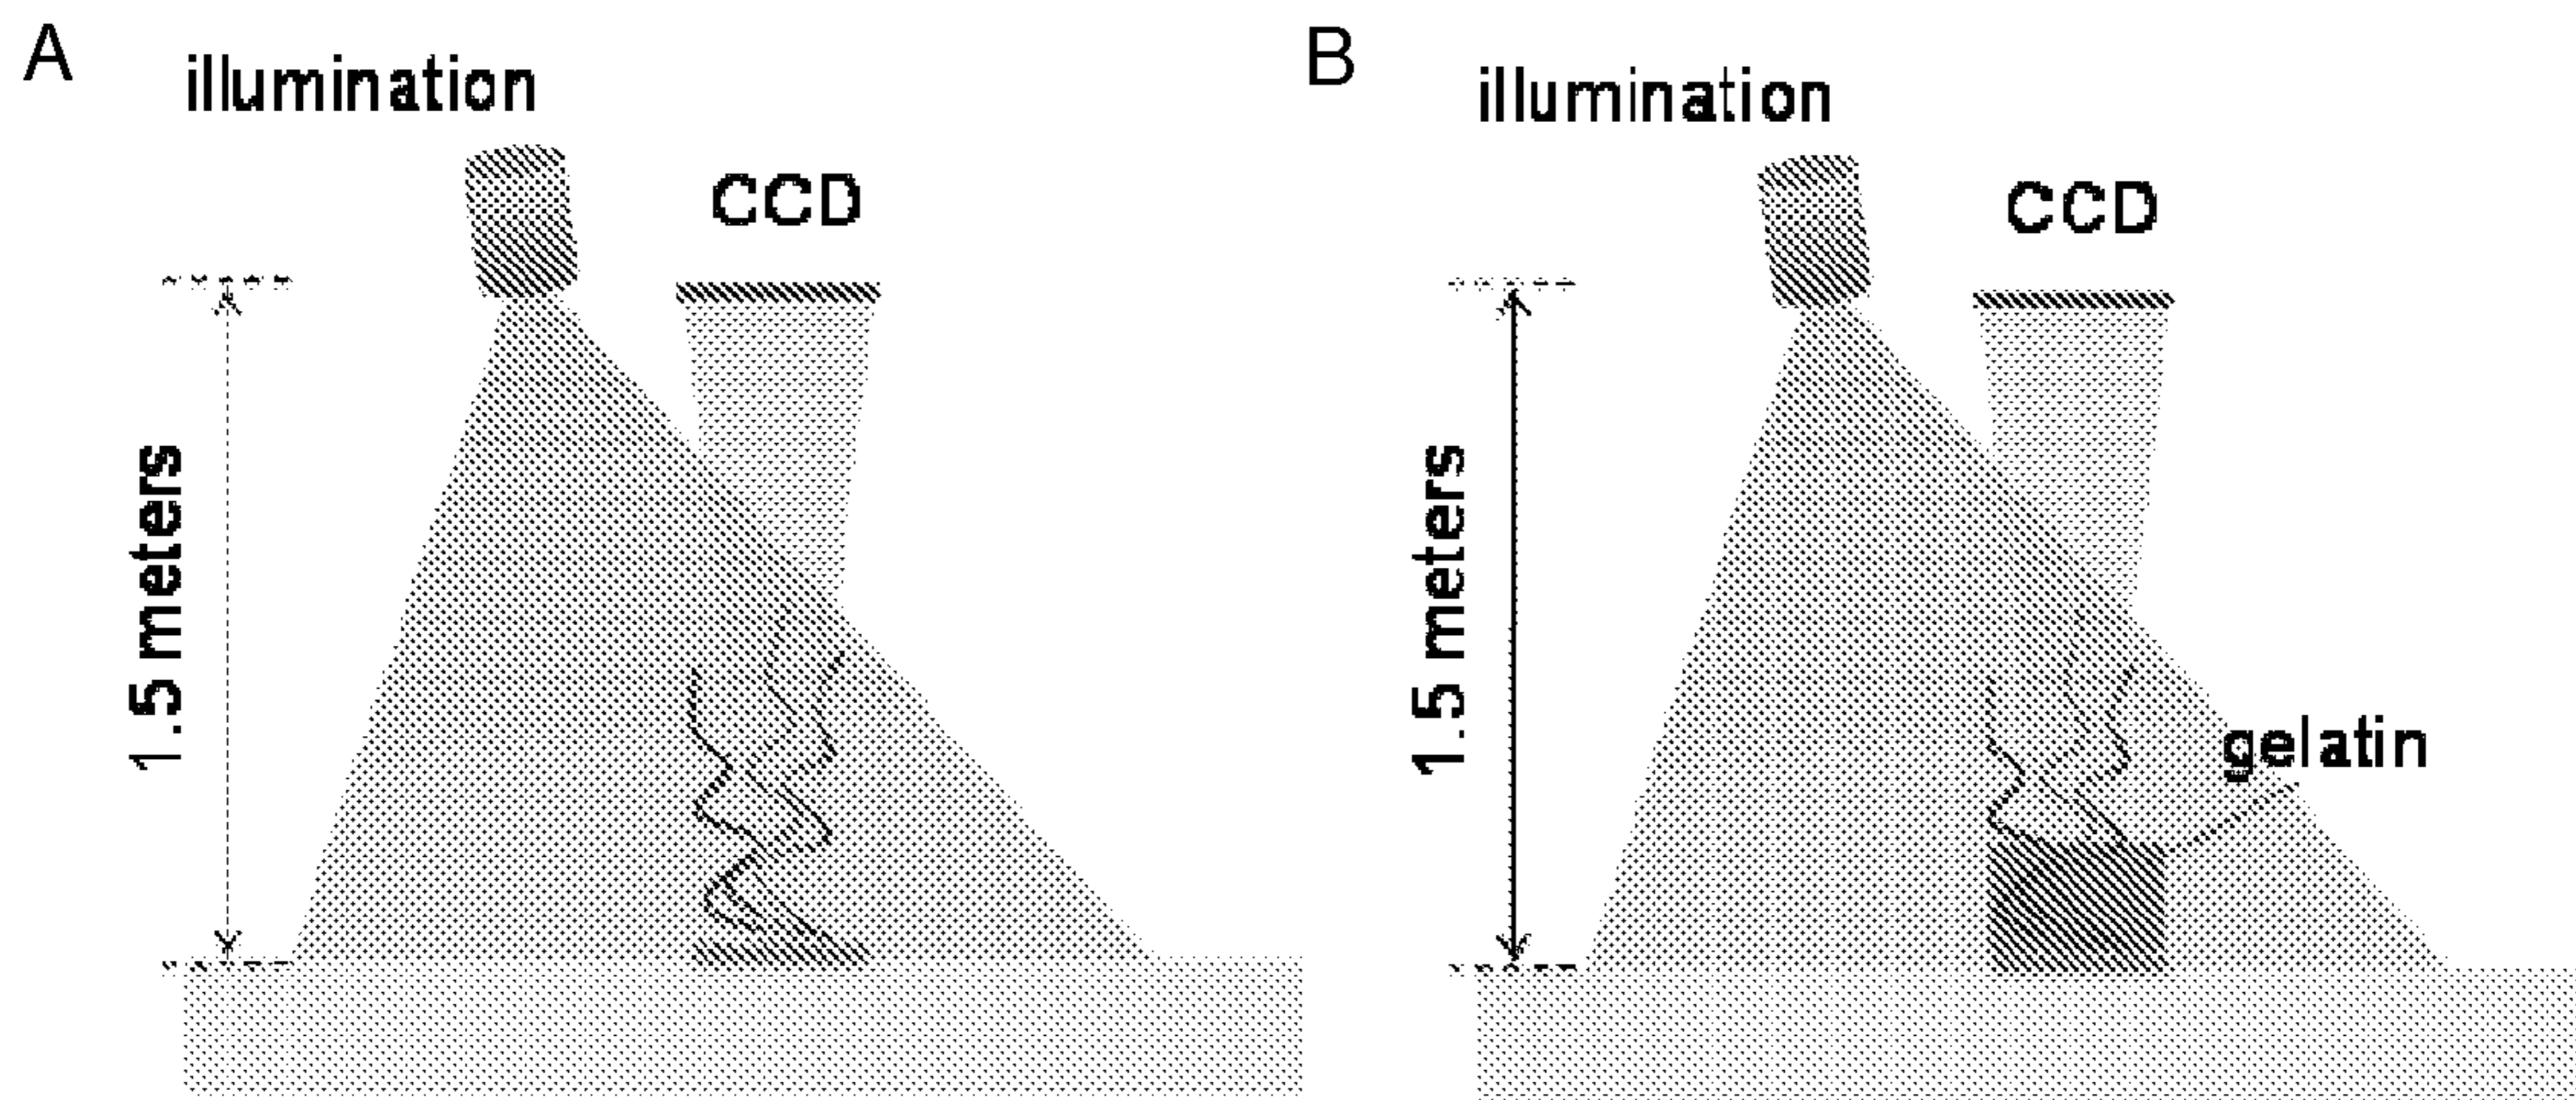 A
illumination
CCD
1.5 meters
B
illumination
CCD
1.5 meters
gelatin